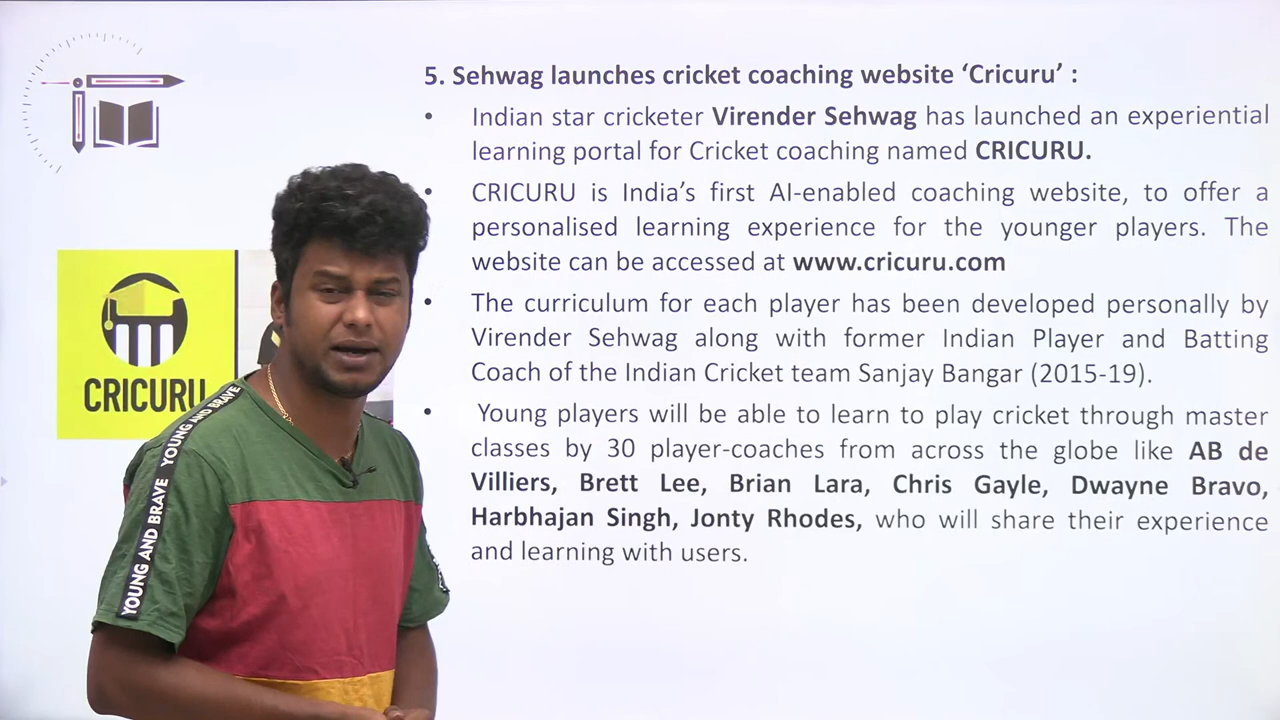 5. Sehwag launches cricket coaching website ‘Cricuru’ :
• Indian star cricketer Virender Sehwag has launched an experiential
learning portal for Cricket coaching named CRICURU.
• CRICURU is India’s first AI-enabled coaching website, to offer a
personalised learning experience for the younger players. The
website can be accessed at www.cricuru.com
• The curriculum for each player has been developed personally by
Virender Sehwag along with former Indian Player and Batting
Coach of the Indian Cricket team Sanjay Bangar (2015-19).
• Young players will be able to learn to play cricket through master
classes by 30 player-coaches from across the globe like AB de
Villiers, Brett Lee, Brian Lara, Chris Gayle, Dwayne Bravo,
Harbhajan Singh, Jonty Rhodes, who will share their experience
and learning with users.
CRICURU
YOUNG AND BRAVE
YOUNG AND BRAVE